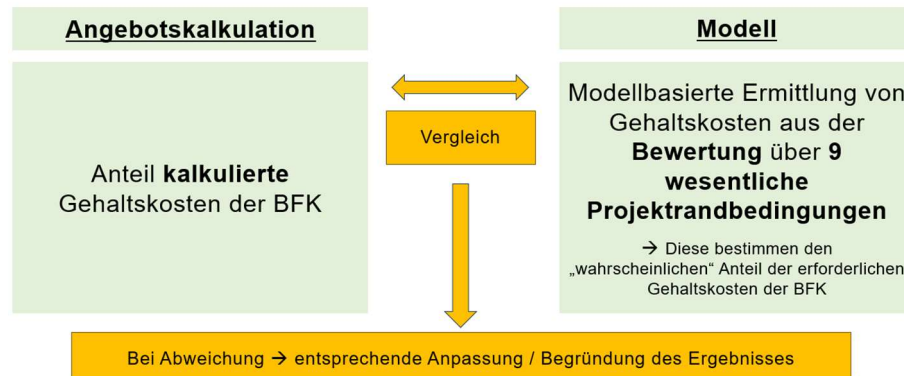 Angebotskalkulation
Modell
Anteil kalkulierte
Gehaltskosten der BFK
Vergleich
Modellbasierte Ermittlung von
Gehaltskosten aus der
Bewertung über 9
wesentliche
Projektrandbedingungen
→ Diese bestimmen den
„wahrscheinlichen“ Anteil der erforderlichen
Gehaltskosten der BFK
Bei Abweichung → entsprechende Anpassung / Begründung des Ergebnisses